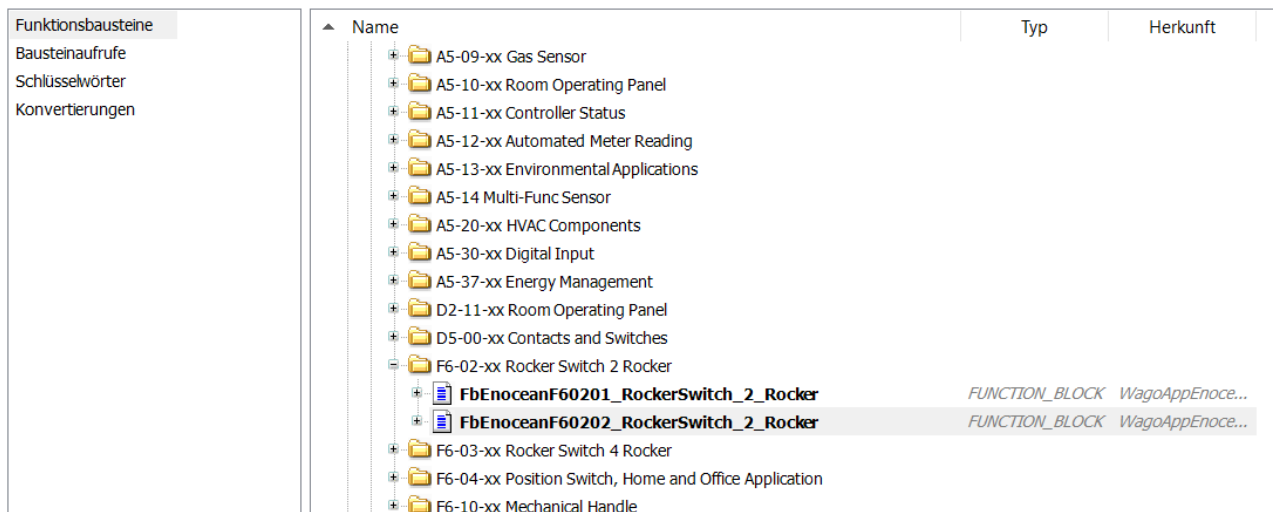 Funktionsbausteine
Bausteinaufrufe
Schlüsselwörter
Konvertierungen
Name Typ Herkunft
A5-09-xx Gas Sensor
A5-10-xx Room Operating Panel
A5-11-xx Controller Status
A5-12-xx Automated Meter Reading
A5-13-xx Environmental Applications
A5-14 Multi-Func Sensor
A5-20-xx HVAC Components
A5-30-xx Digital Input
A5-37-xx Energy Management
D2-11-xx Room Operating Panel
D5-00-xx Contacts and Switches
F6-02-xx Rocker Switch 2 Rocker
FbEnoceanF60201_RockerSwitch_2_Rocker FUNCTION_BLOCK WagoAppEnoce...
FbEnoceanF60202_RockerSwitch_2_Rocker FUNCTION_BLOCK WagoAppEnoce...
F6-03-xx Rocker Switch 4 Rocker
F6-04-xx Position Switch, Home and Office Application
F6-10-xx Mechanical Handle